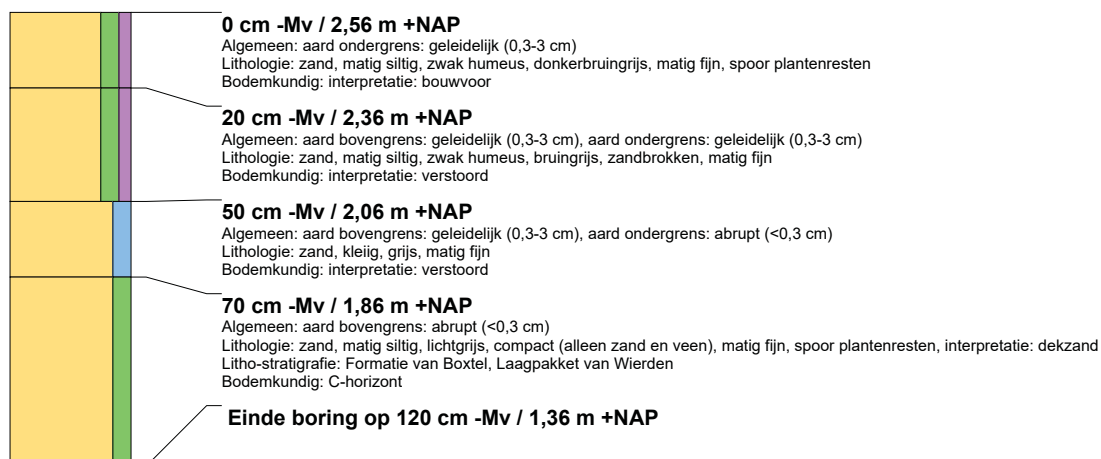 0 cm -Mv / 2,56 m +NAP
Algemeen: aard ondergrens: geleidelijk (0,3-3 cm)
Lithologie: zand, matig siltig, zwak humeus, donkerbruingrijs, matig fijn, spoor plantenresten
Bodemkundig: interpretatie: bouwvoor
20 cm -Mv / 2,36 m +NAP
Algemeen: aard bovengrens: geleidelijk (0,3-3 cm), aard ondergrens: geleidelijk (0,3-3 cm)
Lithologie: zand, matig siltig, zwak humeus, bruingrijs, zandbrokken, matig fijn
Bodemkundig: interpretatie: verstoord
50 cm -Mv / 2,06 m +NAP
Algemeen: aard bovengrens: geleidelijk (0,3-3 cm), aard ondergrens: abrupt (<0,3 cm)
Lithologie: zand, kleiig, grijs, matig fijn
Bodemkundig: interpretatie: verstoord
70 cm -Mv / 1,86 m +NAP
Algemeen: aard bovengrens: abrupt (<0,3 cm)
Lithologie: zand, matig siltig, lichtgrijs, compact (alleen zand en veen), matig fijn, spoor plantenresten, interpretatie: dekzand
Litho-stratigrafie: Formatie van Boxtel, Laagpakket van Wierden
Bodemkundig: C-horizont
Einde boring op 120 cm -Mv / 1,36 m +NAP